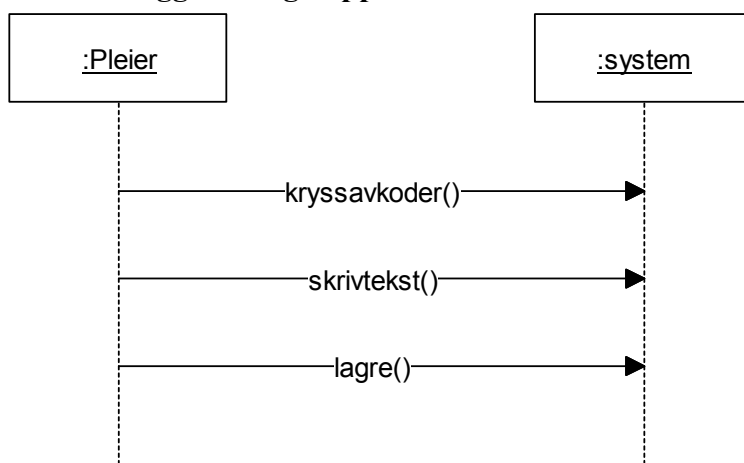 :Pleier :system
kryssavkoder()
skrivtekst()
lagre()